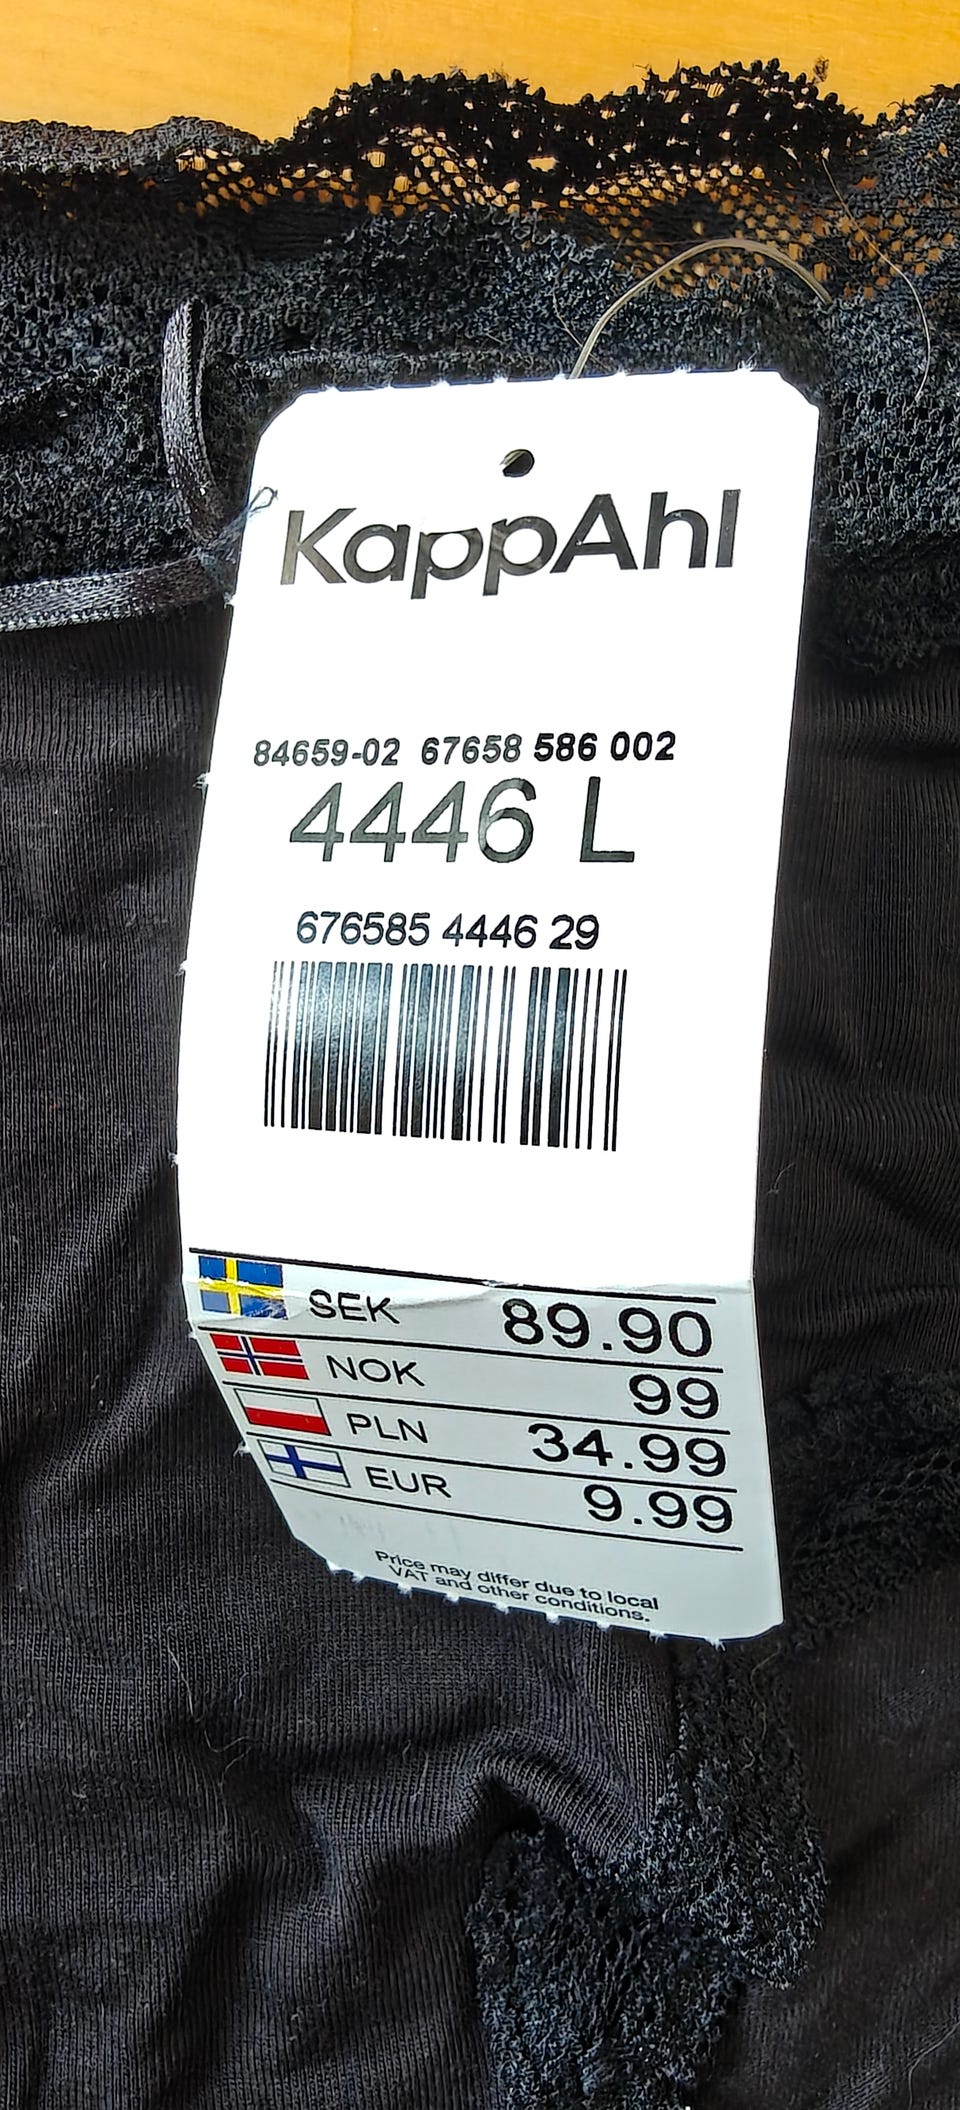 KappAhl
84659-02 67658 586 002
4446 L
676585 4446 29
SEK 89.90
NOK 99
PLN 34.99
EUR 9.99
Price may differ due to local
VAT and other conditions.